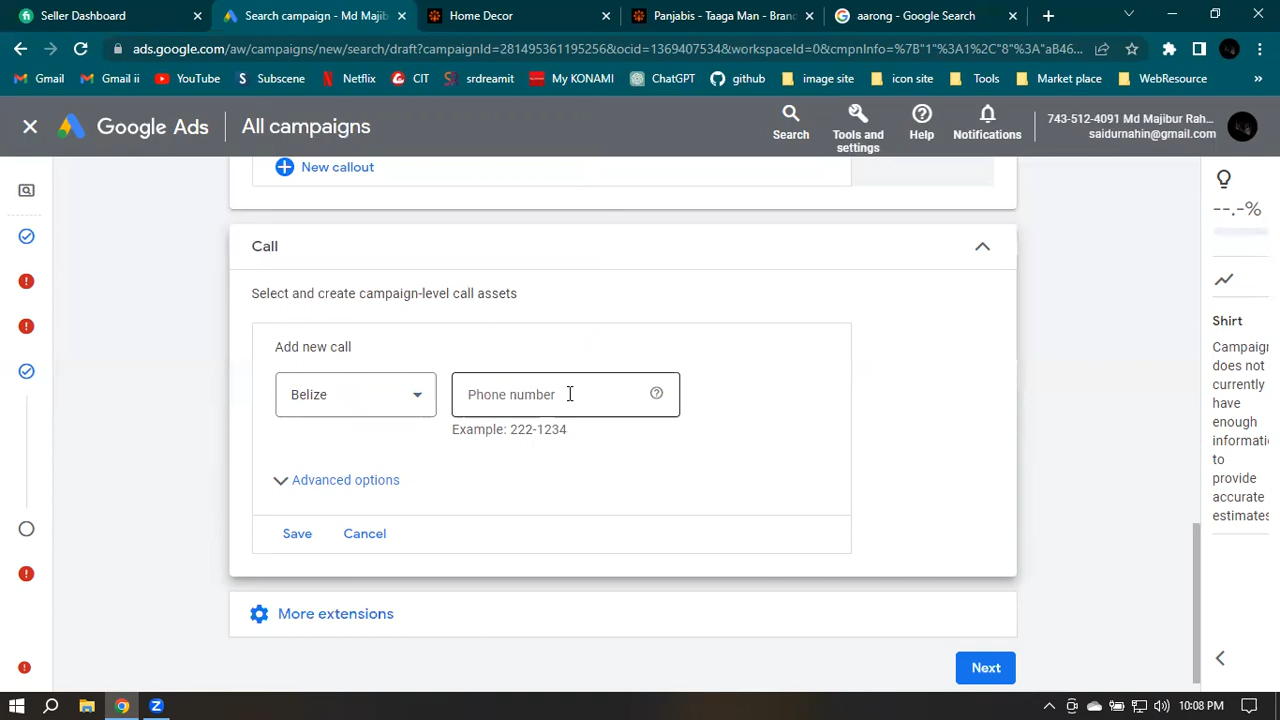 Seller Dashboard
Search campaign - Md Majib
Home Decor
Panjabis - Taaga Man - Bran
aarong - Google Search
ads.google.com/aw/campaigns/new/search/draft?campaignId=281495361195256&ocid=13694075534&workspaceId=0&cmpnInfo=%7B"1"%3A1%2C"8"%3A"aB46...
Gmail
Gmail ii
YouTube
Subscene
Netflix
CIT
srdreamit
My KONAMI
ChatGPT
github
image site
icon site
Tools
Market place
WebResource
»
Google Ads
All campaigns
Search
Tools and settings
Help
Notifications
743-512-4091 Md Majibur Rah...
saidurnahin@gmail.com
New callout
--.-%
Call
Select and create campaign-level call assets
Add new call
Belize
Phone number
Example: 222-1234
Advanced options
Save
Cancel
More extensions
Next
Shirt
Campaign
does not
currently
have
enough
informati
to
provide
accurate
estimates
10:08 PM